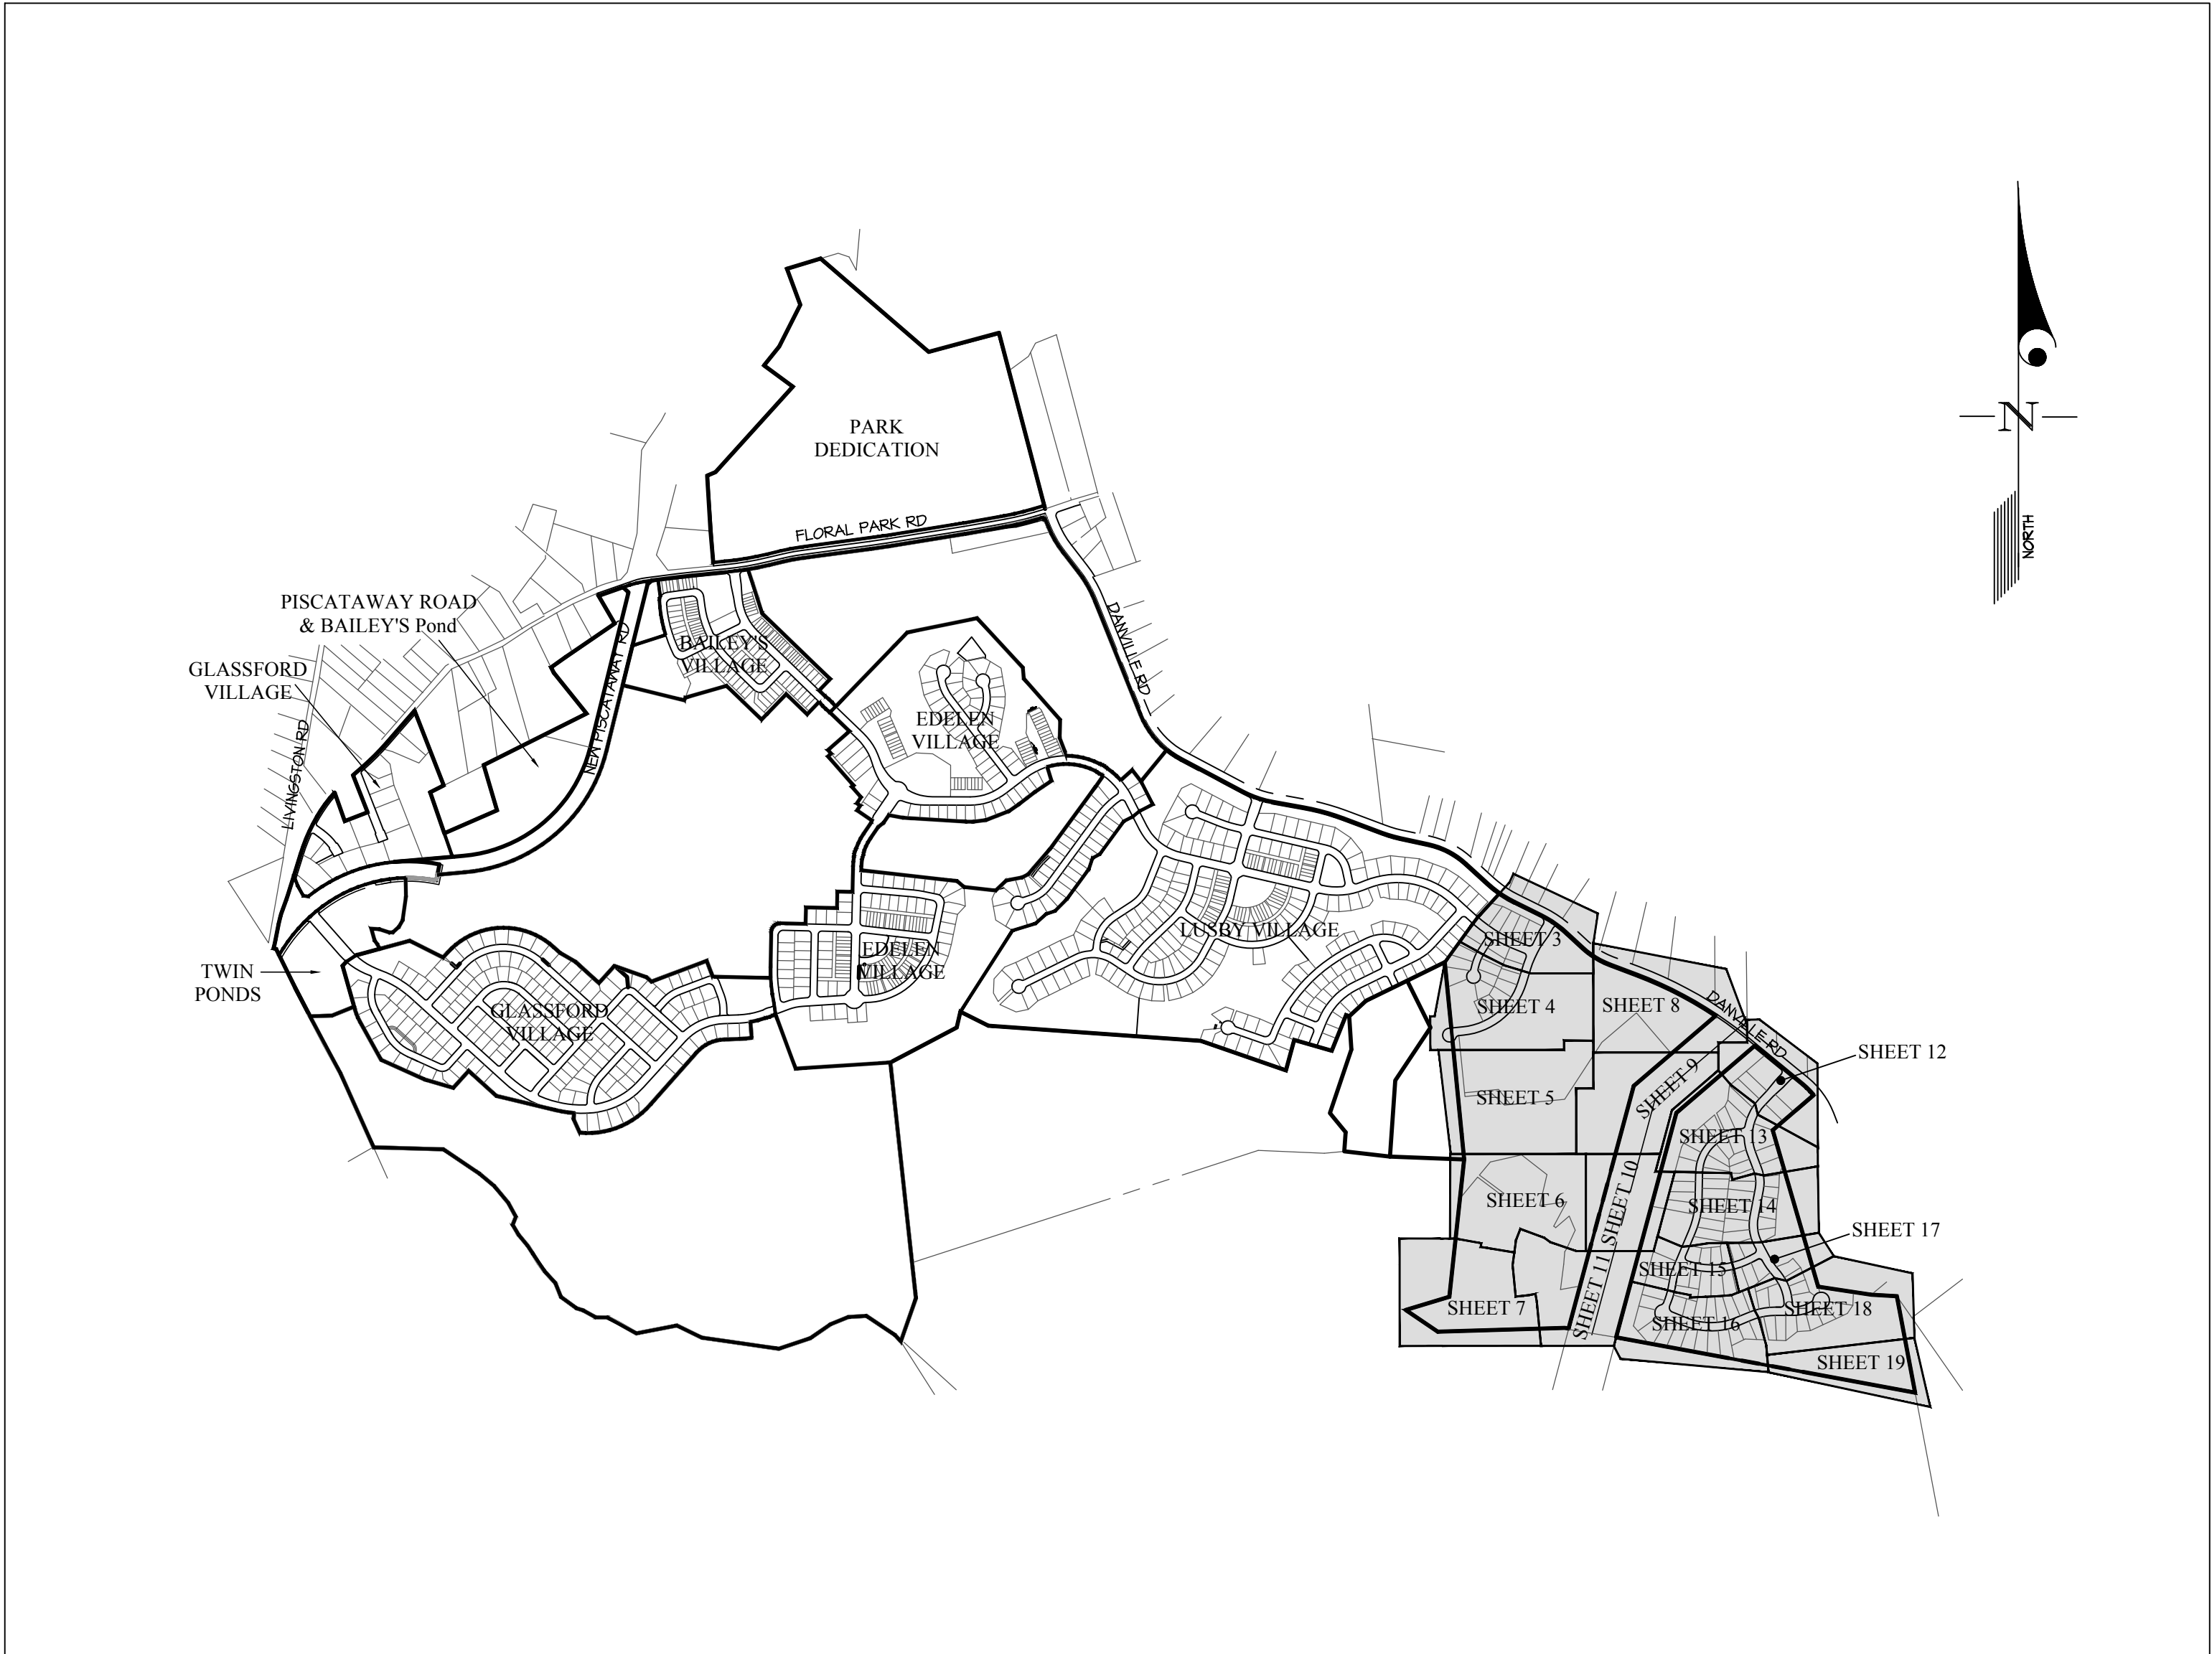 PARK
DEDICATION
N
NORTH
FLORAL PARK RD
PISCATAWAY ROAD
& BAILEY'S Pond
GLASSFORD
VILLAGE
LIVINGSTON RD
NEW PISCATAWAY RD
BAILEY'S
VILLAGE
DANVILLE RD
EDELEN
VILLAGE
LUSBY VILLAGE
EDELEN
VILLAGE
TWIN
PONDS
GLASSFORD
VILLAGE
SHEET 3
SHEET 4
SHEET 8
DANVILLE RD
SHEET 12
SHEET 5
SHEET 9
SHEET 13
SHEET 6
SHEET 10
SHEET 14
SHEET 17
SHEET 7
SHEET 11
SHEET 15
SHEET 16
SHEET 18
SHEET 19